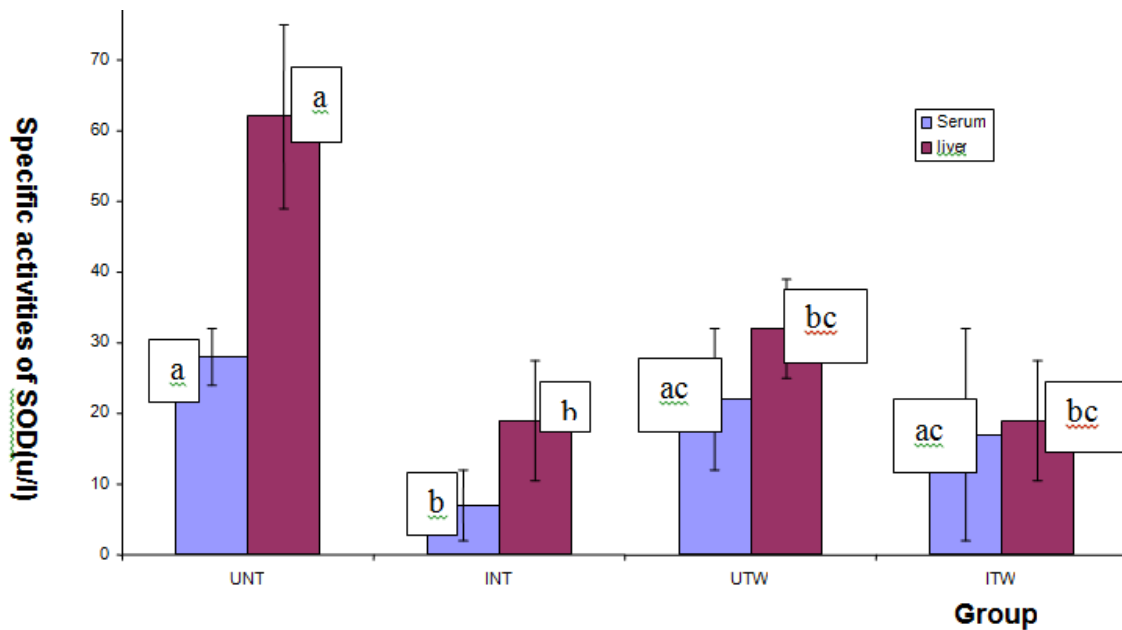 Specific activities of SOD(u/l)
70
60
50
40
30
20
10
0
a
a
b
b
ac
bc
ac
bc
Serum
liver
UNT
INT
UTW
ITW
Group